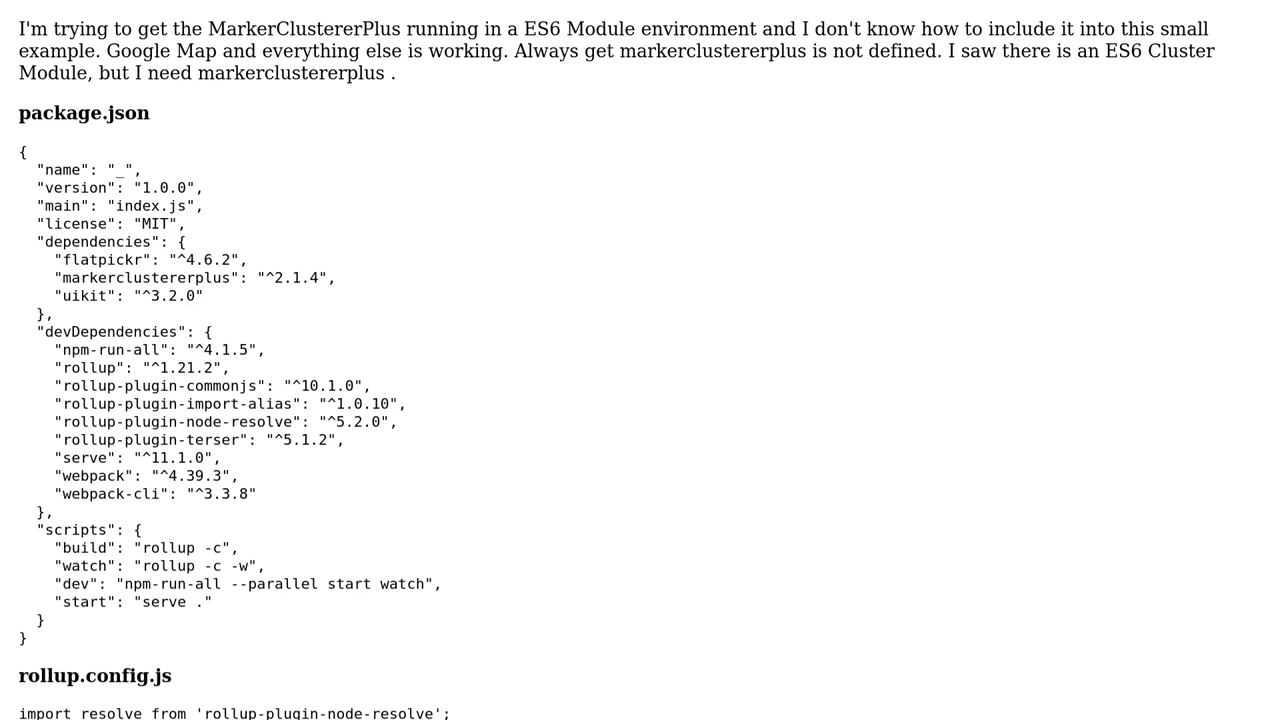 I'm trying to get the MarkerClustererPlus running in a ES6 Module environment and I don't know how to include it into this small
example. Google Map and everything else is working. Always get markerclustererplus is not defined. I saw there is an ES6 Cluster
Module, but I need markerclustererplus .
package.json
{
  "name": "_",
  "version": "1.0.0",
  "main": "index.js",
  "license": "MIT",
  "dependencies": {
    "flatpickr": "^4.6.2",
    "markerclustererplus": "^2.1.4",
    "uikit": "^3.2.0"
  },
  "devDependencies": {
    "npm-run-all": "^4.1.5",
    "rollup": "^1.21.2",
    "rollup-plugin-commonjs": "^10.1.0",
    "rollup-plugin-import-alias": "^1.0.10",
    "rollup-plugin-node-resolve": "^5.2.0",
    "rollup-plugin-terser": "^5.1.2",
    "serve": "^11.1.0",
    "webpack": "^4.39.3",
    "webpack-cli": "^3.3.8"
  },
  "scripts": {
    "build": "rollup -c",
    "watch": "rollup -c -w",
    "dev": "npm-run-all --parallel start watch",
    "start": "serve ."
  }
}
rollup.config.js
import resolve from 'rollup-plugin-node-resolve';